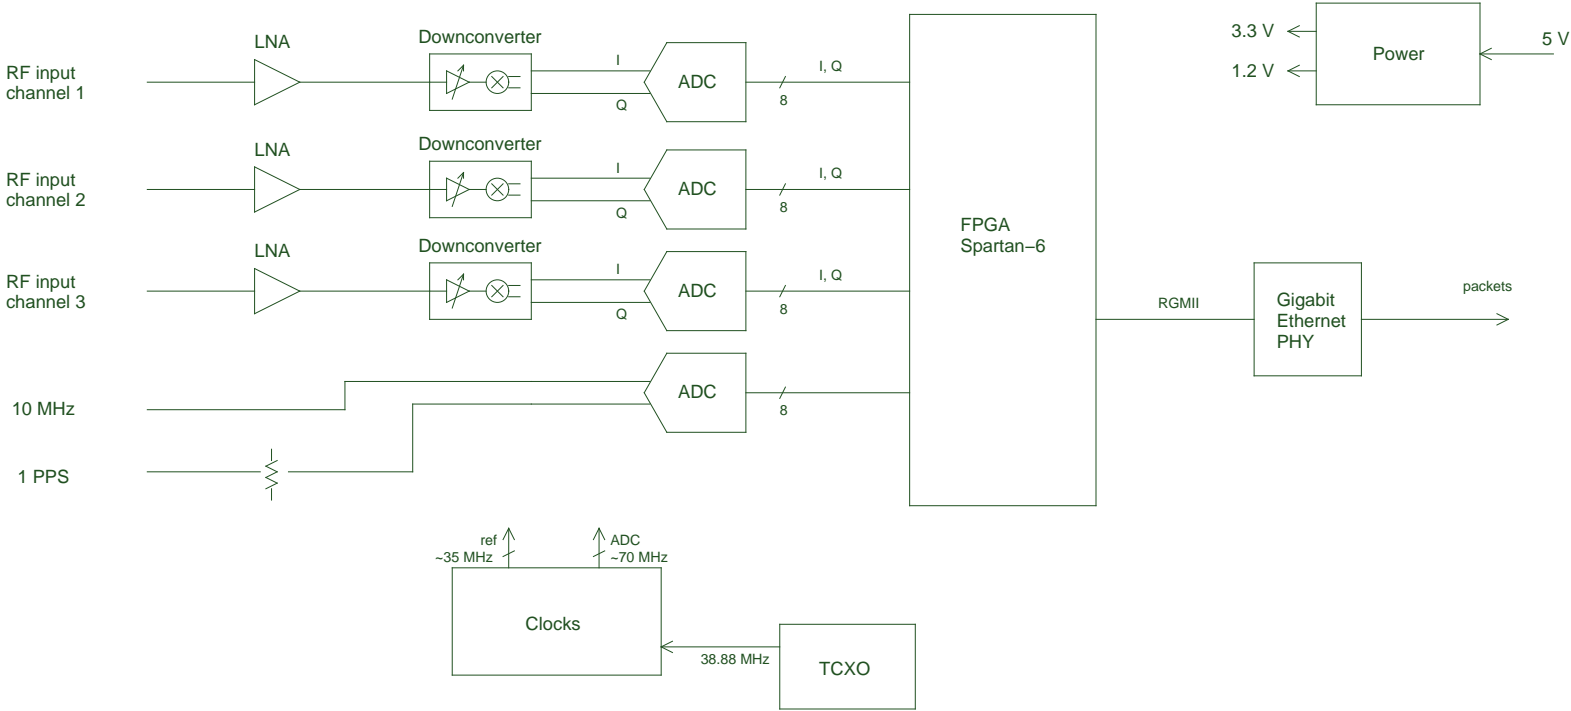 LNA
Downconverter
RF input
channel 1
I
Q
ADC
I, Q
8
3.3 V
1.2 V
Power
5 V
LNA
Downconverter
RF input
channel 2
I
Q
ADC
I, Q
8
LNA
Downconverter
RF input
channel 3
I
Q
ADC
I, Q
8
FPGA
Spartan−6
RGMII
Gigabit
Ethernet
PHY
packets
10 MHz
1 PPS
ADC
8
ref
~35 MHz
ADC
~70 MHz
Clocks
38.88 MHz
TCXO